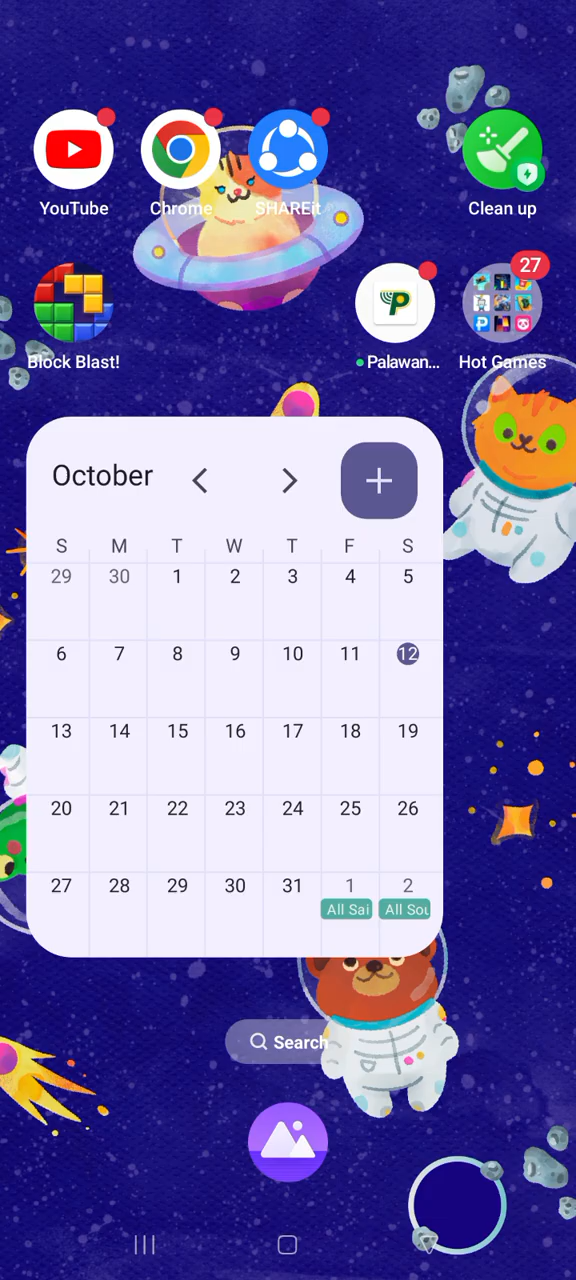 YouTube
Chrome
SHAREit
Clean up
Block Blast!
Palawan...
27
Hot Games
October
S M T W T F S
29 30 1 2 3 4 5
6 7 8 9 10 11 12
13 14 15 16 17 18 19
20 21 22 23 24 25 26
27 28 29 30 31 1 2
All Sai All Sou
Search